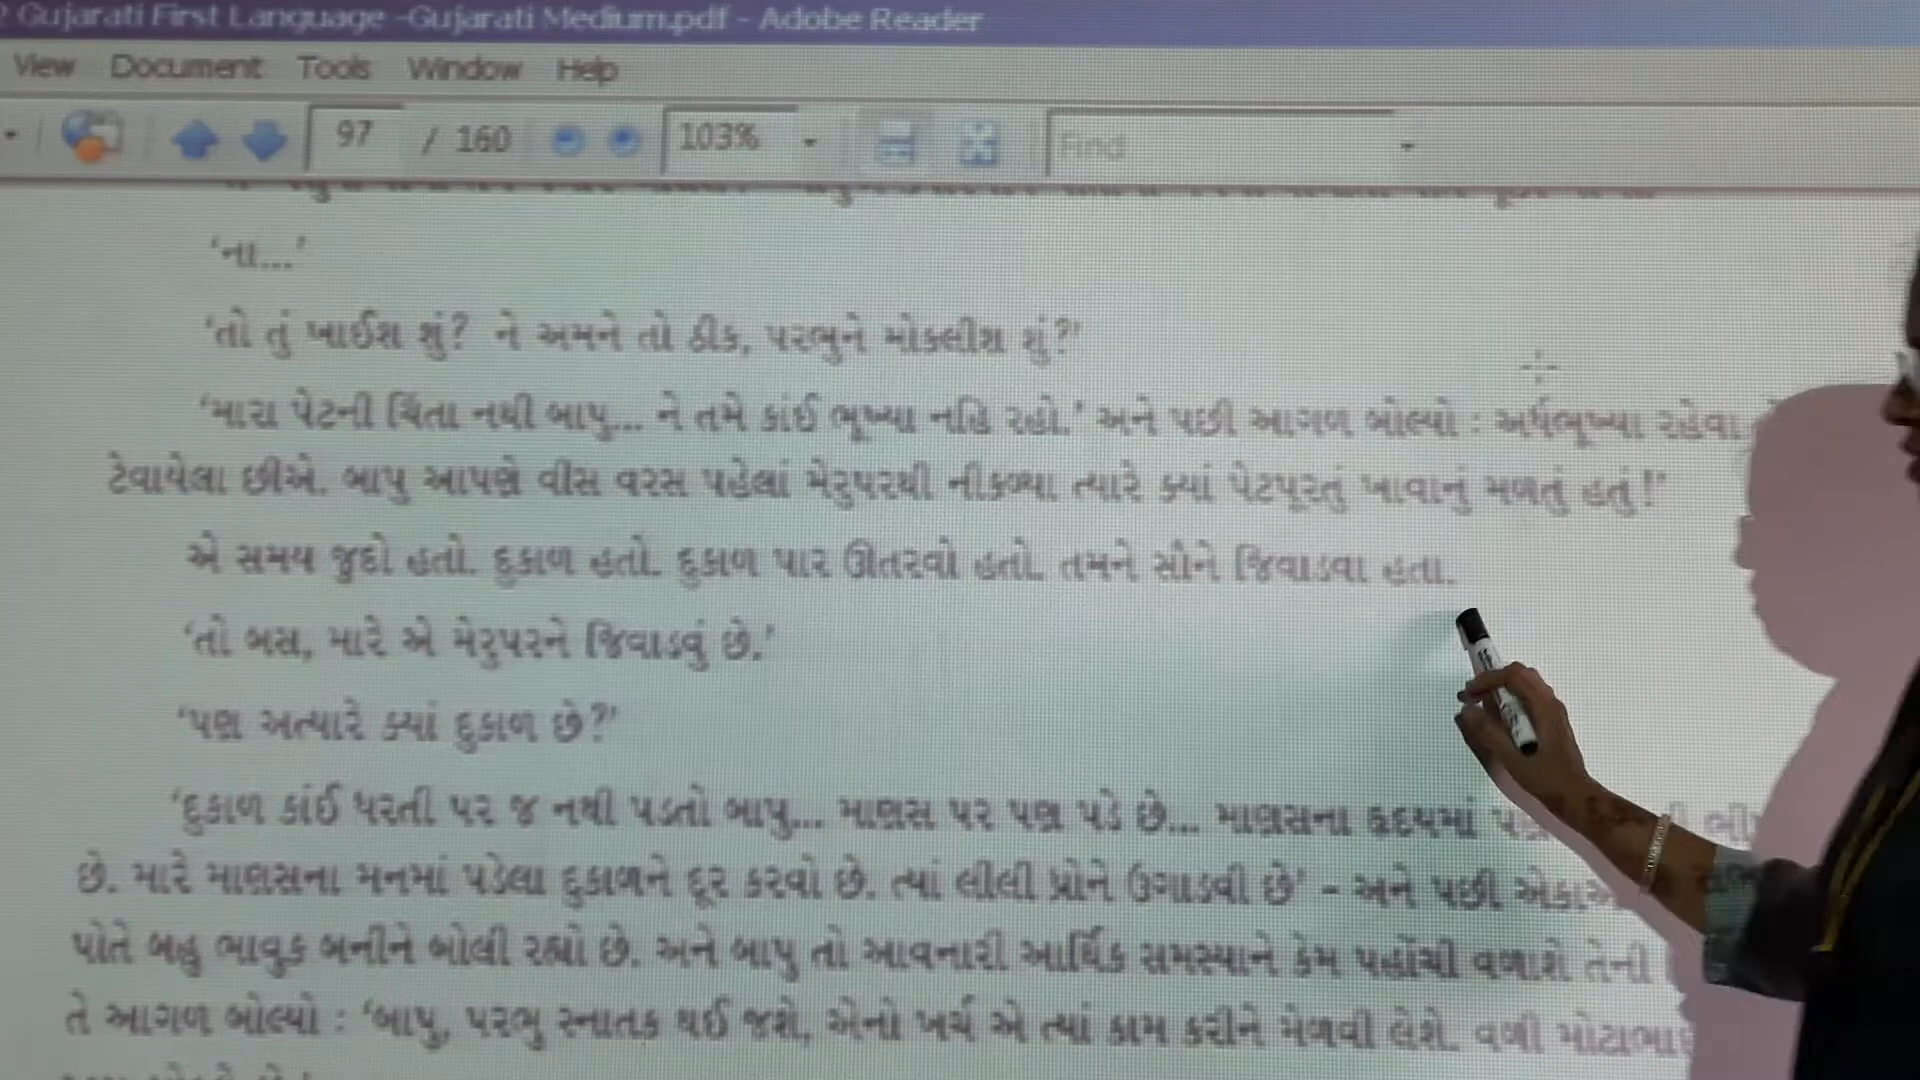 Gujarati First Language -Gujarati Medium.pdf - Adobe Reader
View Document Tools Window Help
97 / 160 103% Find
‘ના...’
‘તો તું ખાઈશ શું? ને અમને તો ઠીક, પરભુને મોકલીશ શું?’
‘મારા પેટની ચિંતા નથી બાપુ... ને તમે કાંઈ ભૂખ્યા નહિ રહો.’ અને પછી આગળ બોલ્યો : અર્ધભૂખ્યા રહેવા
ટેવાયેલા છીએ. બાપુ આપણે વીસ વરસ પહેલાં મેરુપરથી નીકળ્યા ત્યારે ક્યાં પેટપૂરતું ખાવાનું મળતું હતું!’
એ સમય જુદો હતો. દુકાળ હતો. દુકાળ પાર ઊતરવો હતો. તમને સૌને જિવાડવા હતા.
‘તો બસ, મારે એ મેરુપરને જિવાડવું છે.’
‘પણ અત્યારે ક્યાં દુકાળ છે?’
‘દુકાળ કાંઈ ધરતી પર જ નથી પડતો બાપુ... માણસ પર પણ પડે છે... માણસના હૃદયમાં
છે. મારે માણસના મનમાં પડેલા દુકાળને દૂર કરવો છે. ત્યાં લીલી પ્રોને ઉગાડવી છે’ - અને પછી
પોતે બહુ ભાવુક બનીને બોલી રહ્યો છે. અને બાપુ તો આવનારી આર્થિક સમસ્યાને કેમ પહોંચી વળાશે તેની
તે આગળ બોલ્યો : ‘બાપુ, પરભુ સ્નાતક થઈ જશે, એનો ખર્ચ એ ત્યાં કામ કરીને મેળવી લેશે. વળી